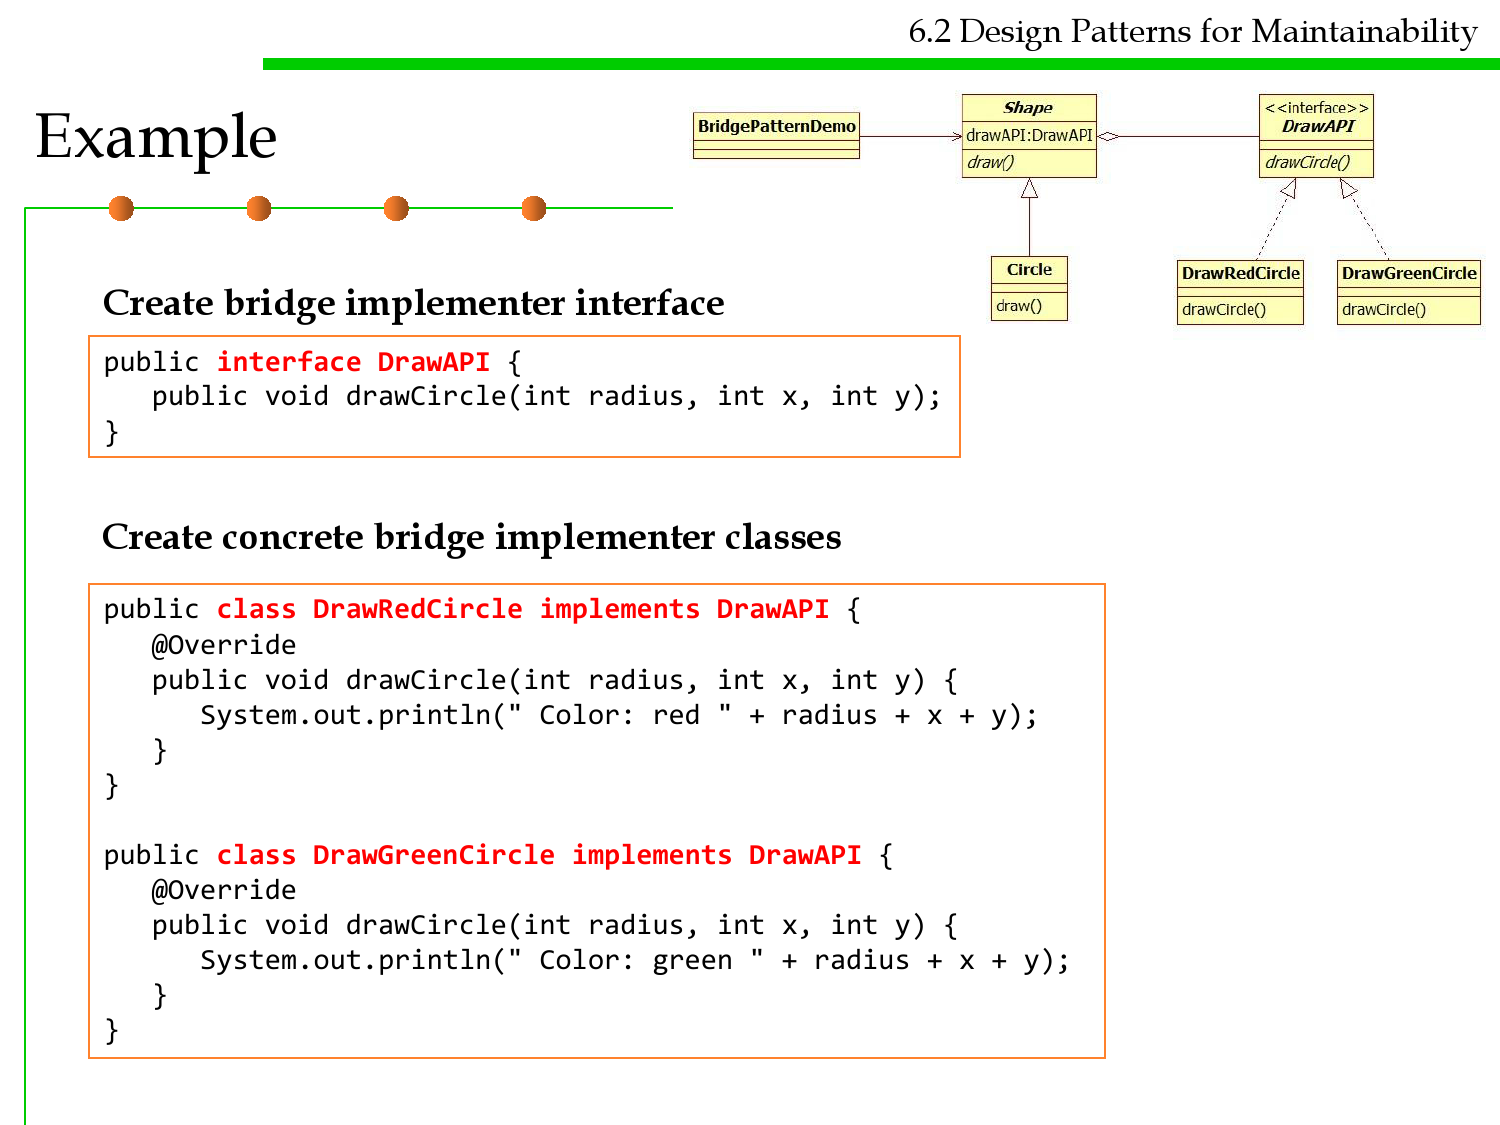 6.2 Design Patterns for Maintainability
Example
BridgePatternDemo
Shape
drawAPI:DrawAPI
draw()
<<interface>>
DrawAPI
drawCircle()
Circle
draw()
DrawRedCircle
drawCircle()
DrawGreenCircle
drawCircle()
Create bridge implementer interface
public interface DrawAPI {
   public void drawCircle(int radius, int x, int y);
}
Create concrete bridge implementer classes
public class DrawRedCircle implements DrawAPI {
   @Override
   public void drawCircle(int radius, int x, int y) {
      System.out.println(" Color: red " + radius + x + y);
   }
}
public class DrawGreenCircle implements DrawAPI {
   @Override
   public void drawCircle(int radius, int x, int y) {
      System.out.println(" Color: green " + radius + x + y);
   }
}